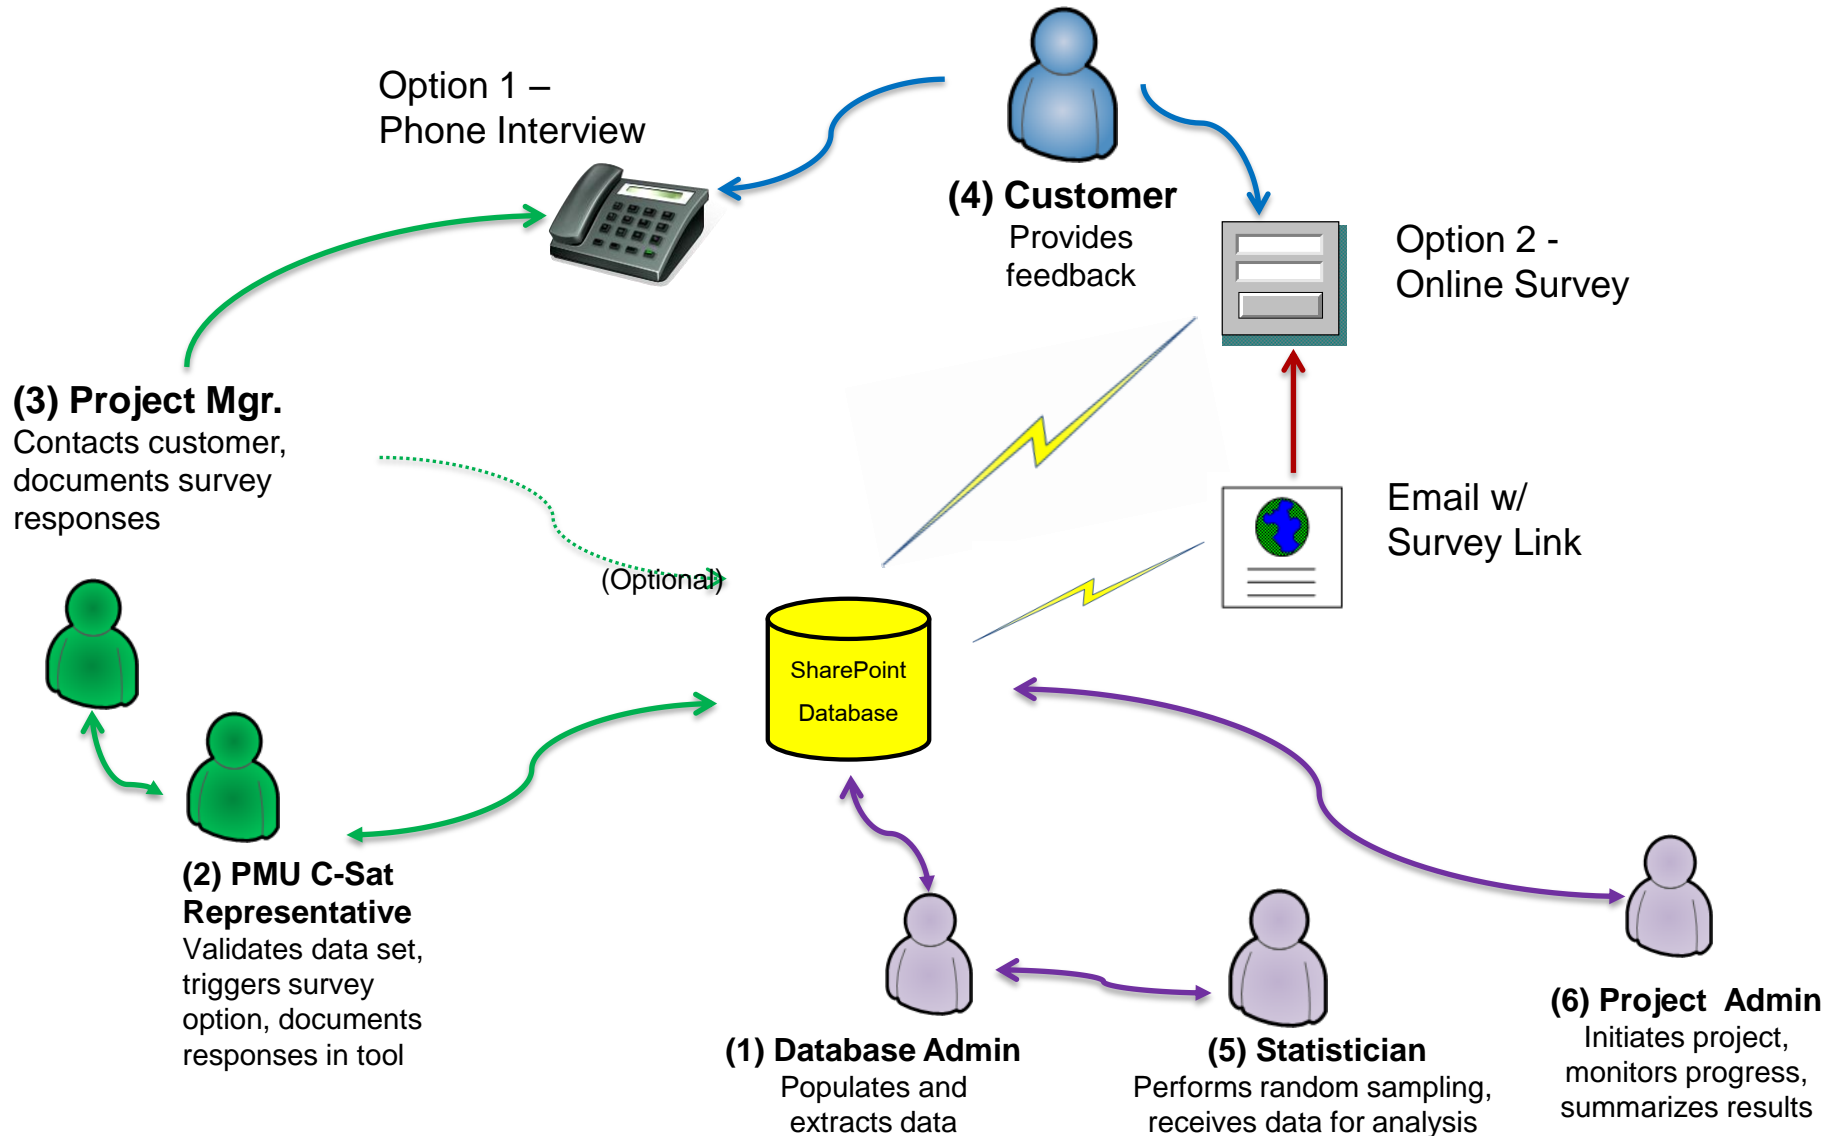 Option 1 –
Phone Interview
(4) Customer
Provides
feedback
Option 2 -
Online Survey
(3) Project Mgr.
Contacts customer,
documents survey
responses
Email w/
Survey Link
(Optional)
SharePoint
Database
(2) PMU C-Sat
Representative
Validates data set,
triggers survey
option, documents
responses in tool
(1) Database Admin
Populates and
extracts data
(5) Statistician
Performs random sampling,
receives data for analysis
(6) Project  Admin
Initiates project,
monitors progress,
summarizes results